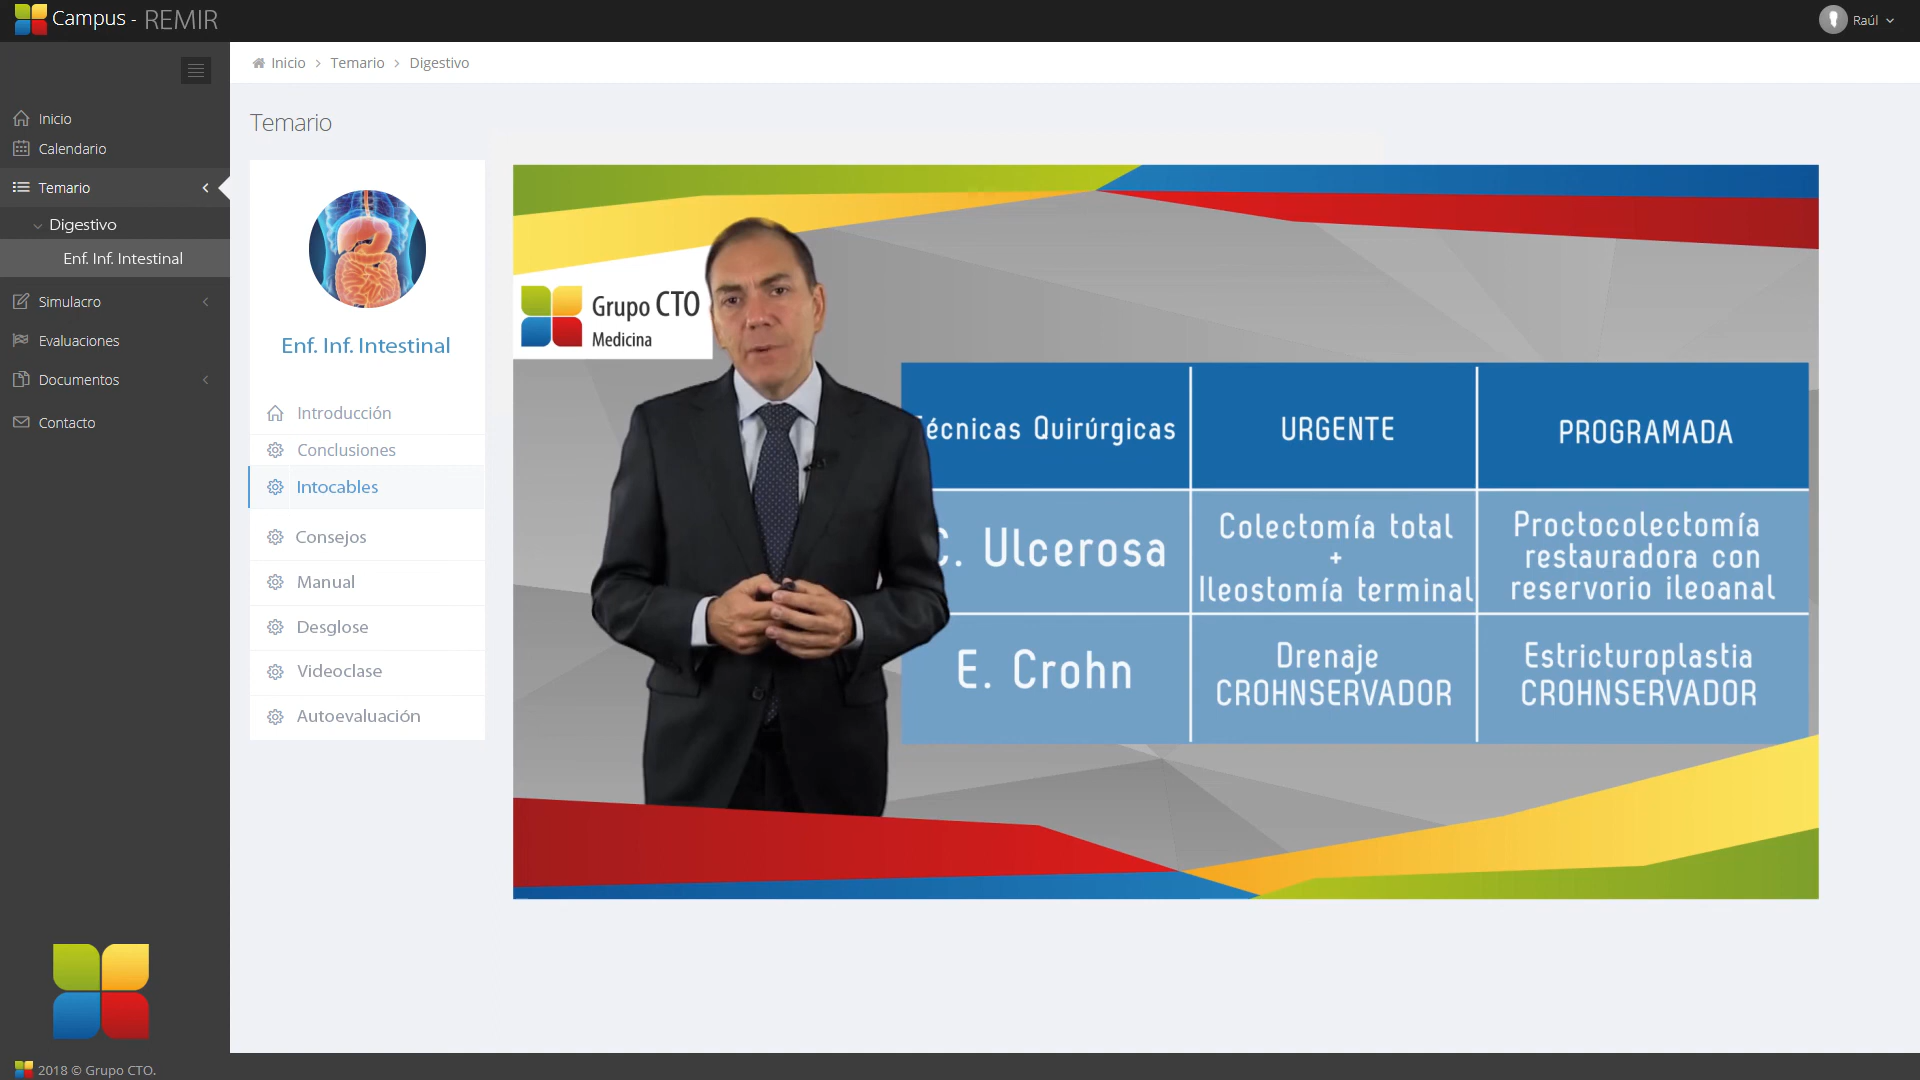 Campus - REMIR
Raúl
Inicio
Calendario
Temario
Digestivo
Enf. Inf. Intestinal
Simulacro
Evaluaciones
Documentos
Contacto
2018 © Grupo CTO.
Inicio > Temario > Digestivo
Temario
Enf. Inf. Intestinal
Introducción
Conclusiones
Intocables
Consejos
Manual
Desglose
Videoclase
Autoevaluación
Grupo CTO
Medicina
écnicas Quirúrgicas
URGENTE
PROGRAMADA
C. Ulcerosa
Colectomía total
+
Ileostomía terminal
Proctocolectomía
restauradora con
reservorio ileoanal
E. Crohn
Drenaje
CROHNSERVADOR
Estricturoplastia
CROHNSERVADOR